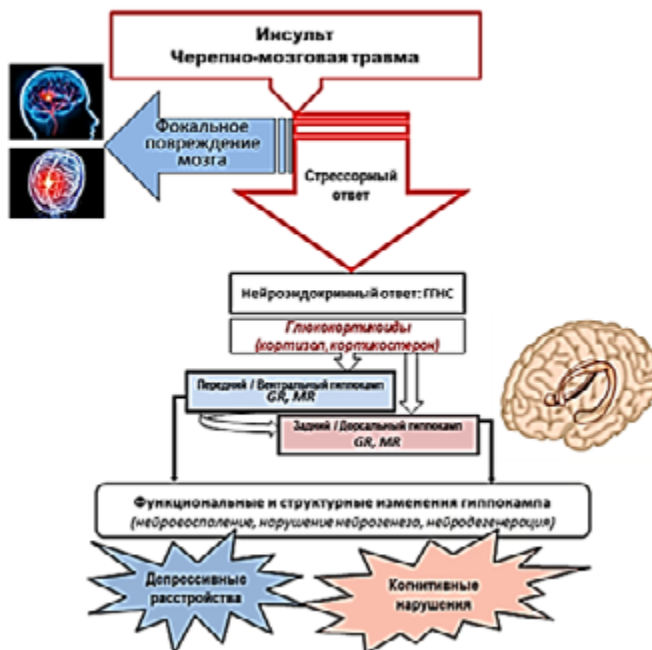 Инсульт
Черепно-мозговая травма
Фокальное
повреждение
мозга
Стрессорный
ответ
Нейроэндокринный ответ: ГГНС
Глюкокортикоиды
(кортизол, кортикостерон)
Передний / Вентральный гиппокамп
GR, MR
Задний / Дорсальный гиппокамп
GR, MR
Функциональные и структурные изменения гиппокампа
(нейровоспаление, нарушение нейрогенеза, нейродегенерация)
Депрессивные
расстройства
Когнитивные
нарушения